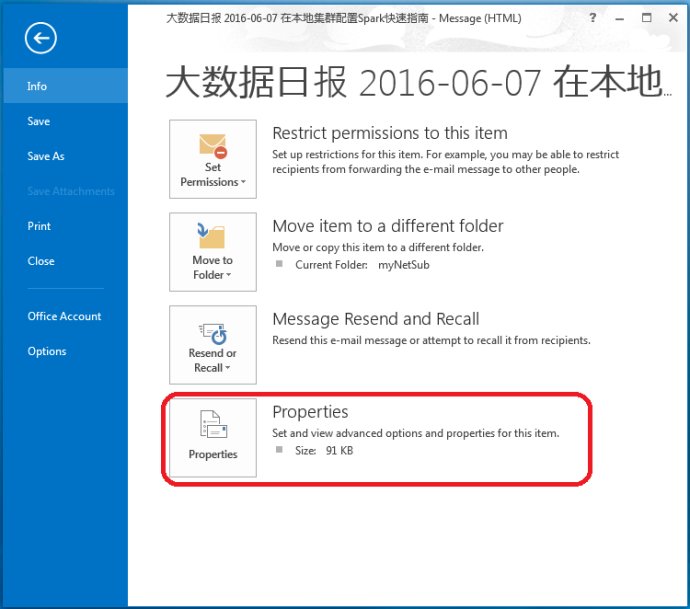 大数据日报 2016-06-07 在本地集群配置Spark快速指南 - Message (HTML)
?
Info
Save
Save As
Save Attachments
Print
Close
Office Account
Options
大数据日报 2016-06-07 在本地...
Set
Permissions
Restrict permissions to this item
Set up restrictions for this item. For example, you may be able to restrict
recipients from forwarding the e-mail message to other people.
Move to
Folder
Move item to a different folder
Move or copy this item to a different folder.
Current Folder: myNetSub
Resend or
Recall
Message Resend and Recall
Resend this e-mail message or attempt to recall it from recipients.
Properties
Properties
Set and view advanced options and properties for this item.
Size: 91 KB